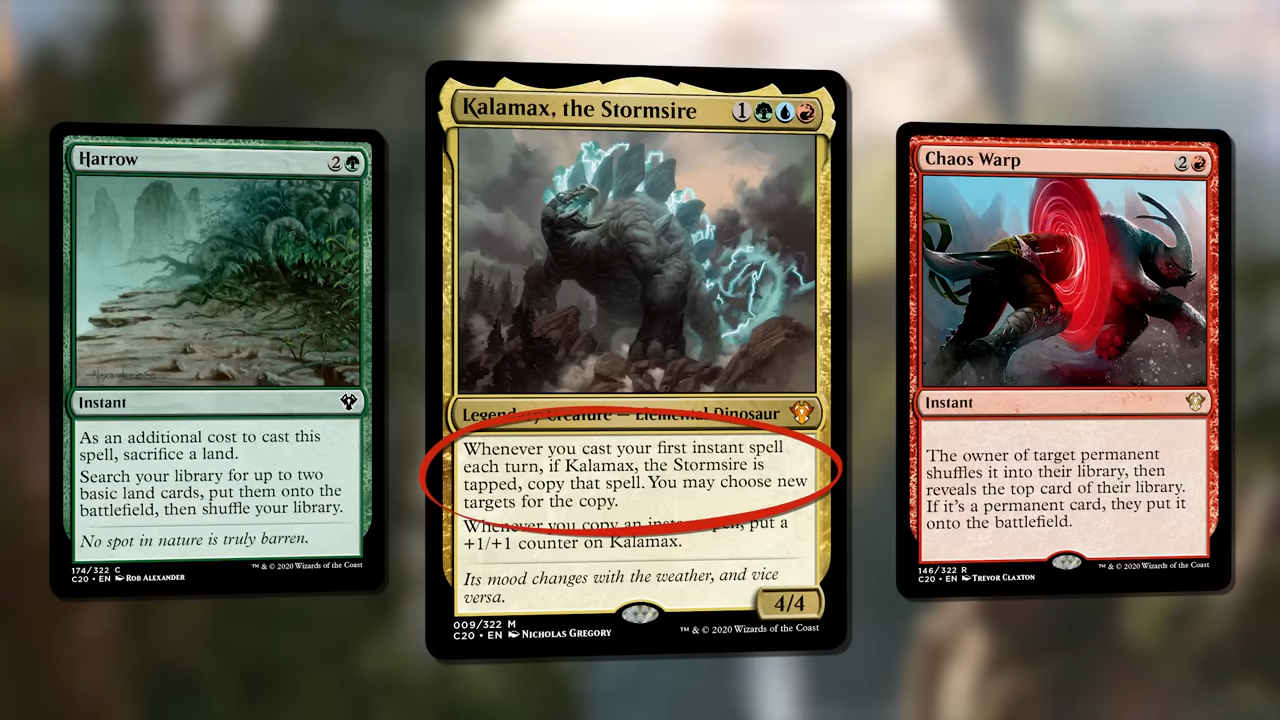 Harrow 2
Instant
As an additional cost to cast this
spell, sacrifice a land.
Search your library for up to two
basic land cards, put them onto the
battlefield, then shuffle your library.
No spot in nature is truly barren.
174/322 C
C20 • EN Rob Alexander
™ & © 2020 Wizards of the Coast
Kalamax, the Stormsire 1
Legendary Creature — Elemental Dinosaur
Whenever you cast your first instant spell
each turn, if Kalamax, the Stormsire is
tapped, copy that spell. You may choose new
targets for the copy.
Whenever you copy an instant spell, put a
+1/+1 counter on Kalamax.
Its mood changes with the weather, and vice
versa.
4/4
009/322 M
C20 • EN Nicholas Gregory
™ & © 2020 Wizards of the Coast
Chaos Warp 2
Instant
The owner of target permanent
shuffles it into their library, then
reveals the top card of their library.
If it's a permanent card, they put it
onto the battlefield.
146/322 R
C20 • EN Trevor Claxton
™ & © 2020 Wizards of the Coast